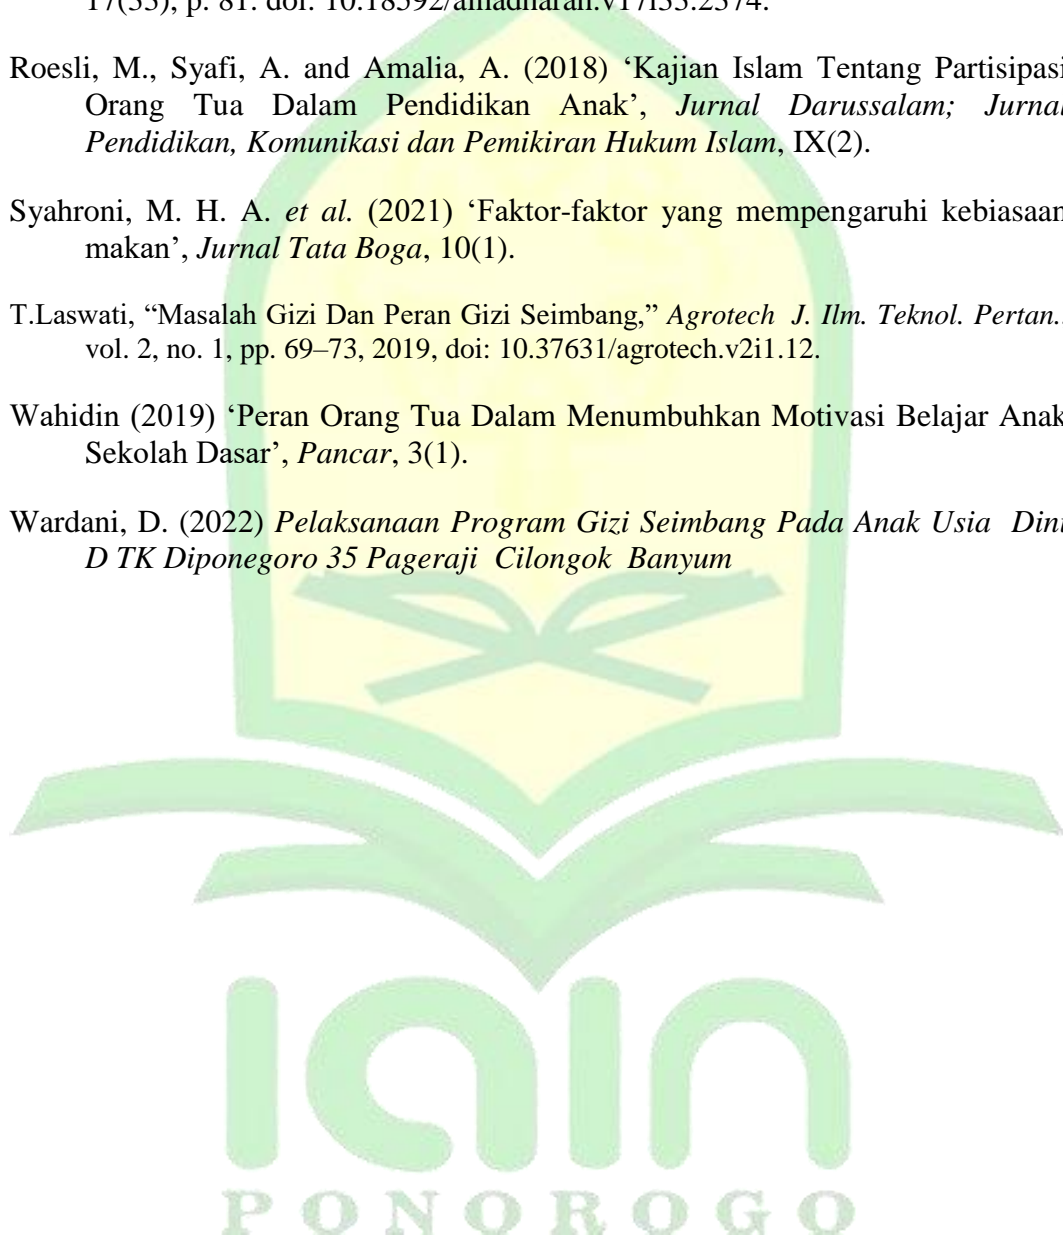 17(33), p. 81. doi: 10.18592/alhadharah.v17i33.2374.
Roesli, M., Syafi, A. and Amalia, A. (2018) ‘Kajian Islam Tentang Partisipasi
Orang Tua Dalam Pendidikan Anak’, Jurnal Darussalam; Jurnal
Pendidikan, Komunikasi dan Pemikiran Hukum Islam, IX(2).
Syahroni, M. H. A. et al. (2021) ‘Faktor-faktor yang mempengaruhi kebiasaan
makan’, Jurnal Tata Boga, 10(1).
T.Laswati, “Masalah Gizi Dan Peran Gizi Seimbang,” Agrotech J. Ilm. Teknol. Pertan.,
vol. 2, no. 1, pp. 69–73, 2019, doi: 10.37631/agrotech.v2i1.12.
Wahidin (2019) ‘Peran Orang Tua Dalam Menumbuhkan Motivasi Belajar Anak
Sekolah Dasar’, Pancar, 3(1).
Wardani, D. (2022) Pelaksanaan Program Gizi Seimbang Pada Anak Usia Dini
D TK Diponegoro 35 Pageraji Cilongok Banyum
iain
PONOROGO